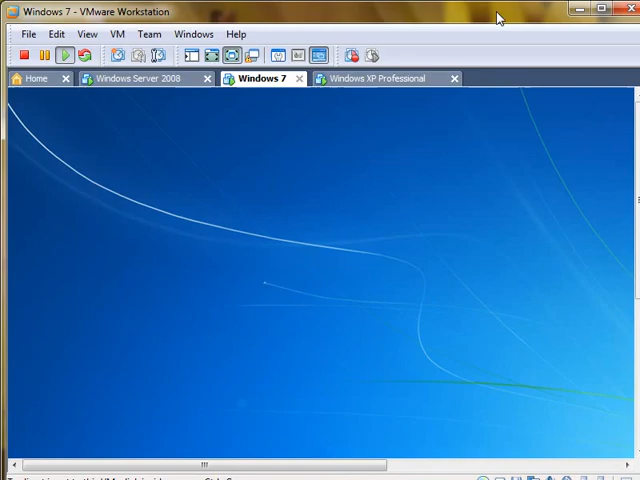 Windows 7 - VMware Workstation
File Edit View VM Team Windows Help
Home Windows Server 2008 Windows 7 Windows XP Professional